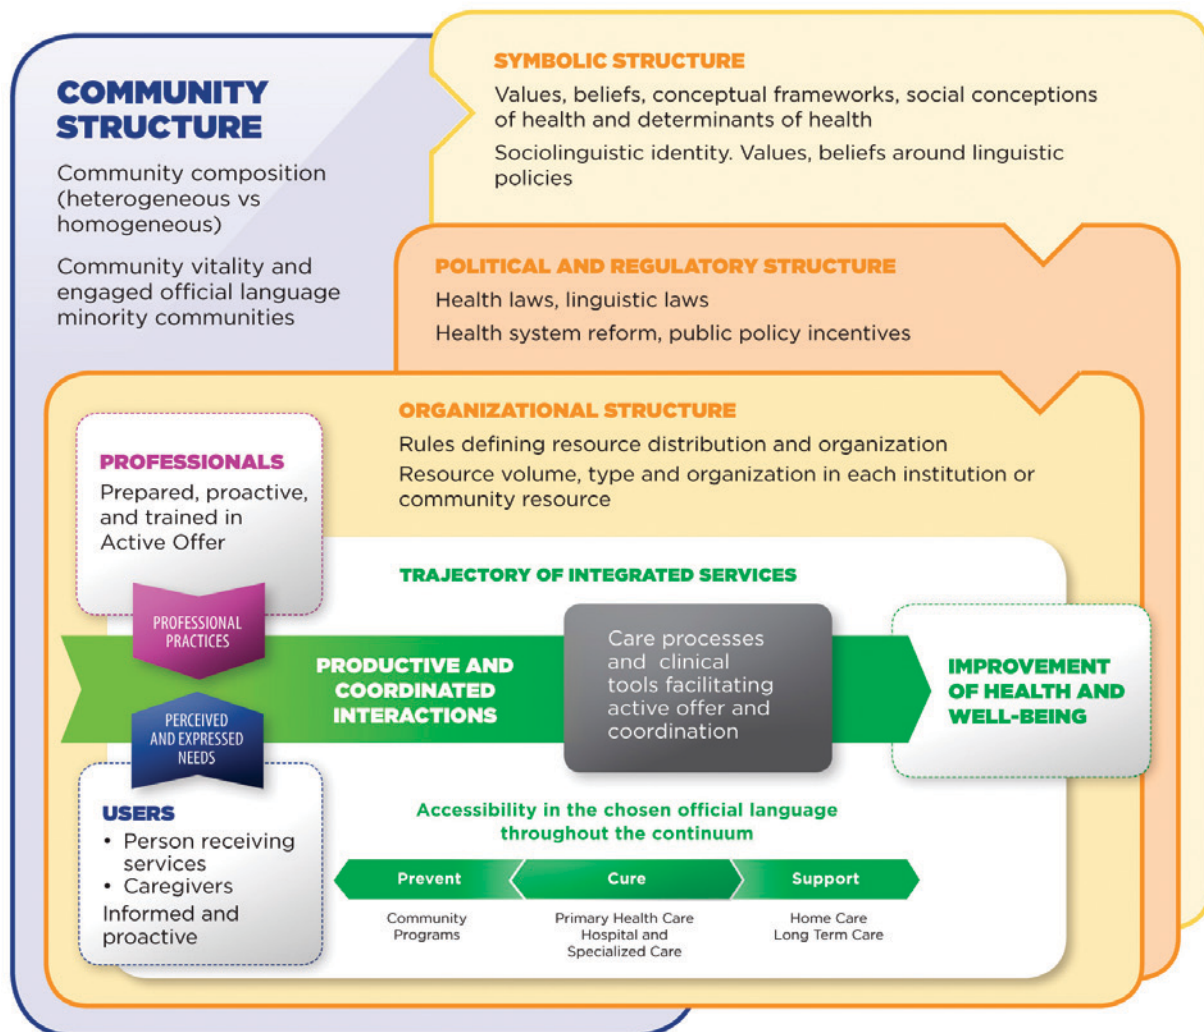 COMMUNITY
STRUCTURE
Community composition
(heterogeneous vs
homogeneous)
Community vitality and
engaged official language
minority communities
SYMBOLIC STRUCTURE
Values, beliefs, conceptual frameworks, social conceptions
of health and determinants of health
Sociolinguistic identity. Values, beliefs around linguistic
policies
POLITICAL AND REGULATORY STRUCTURE
Health laws, linguistic laws
Health system reform, public policy incentives
ORGANIZATIONAL STRUCTURE
Rules defining resource distribution and organization
Resource volume, type and organization in each institution or
community resource
PROFESSIONALS
Prepared, proactive,
and trained in
Active Offer
PROFESSIONAL
PRACTICES
PERCEIVED
AND EXPRESSED
NEEDS
USERS
• Person receiving
services
• Caregivers
Informed and
proactive
TRAJECTORY OF INTEGRATED SERVICES
PRODUCTIVE AND
COORDINATED
INTERACTIONS
Care processes
and clinical
tools facilitating
active offer and
coordination
IMPROVEMENT
OF HEALTH AND
WELL-BEING
Accessibility in the chosen official language
throughout the continuum
Prevent
Cure
Support
Community
Programs
Primary Health Care
Hospital and
Specialized Care
Home Care
Long Term Care